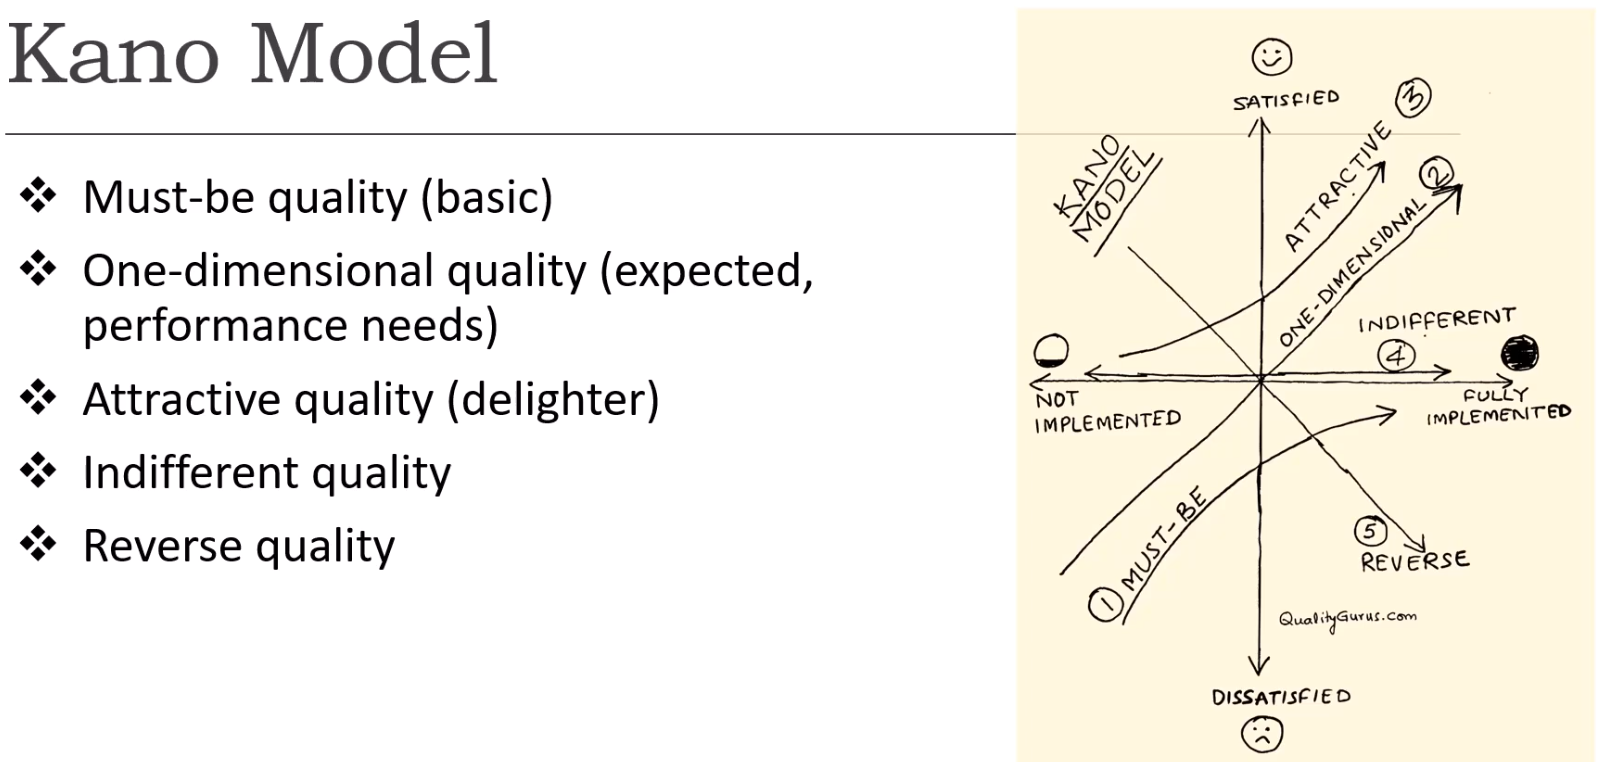 Kano Model
❖ Must-be quality (basic)
❖ One-dimensional quality (expected,
performance needs)
❖ Attractive quality (delighter)
❖ Indifferent quality
❖ Reverse quality
SATISFIED
KANO
MODEL
ATTRACTIVE 3
ONE-DIMENSIONAL 2
INDIFFERENT
4
NOT
IMPLEMENTED
FULLY
IMPLEMENTED
1 MUST-BE
5
REVERSE
QualityGurus.com
DISSATISFIED